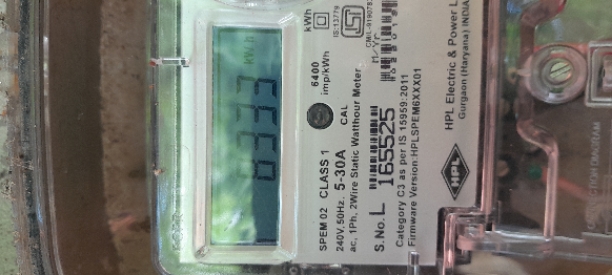 kWh
kWh
IS:13779
6400
imp/kWh
CAL
SPEM 02 CLASS 1
240V, 50Hz. 5-30A
ac, 1Ph, 2Wire Static Watthour Meter
S.No. L 165525
Category C3 as per IS 15959:2011
Firmware Version:HPLSPEM6XXX01
HPL
HPL Electric & Power L
Gurgaon (Haryana) INDIA